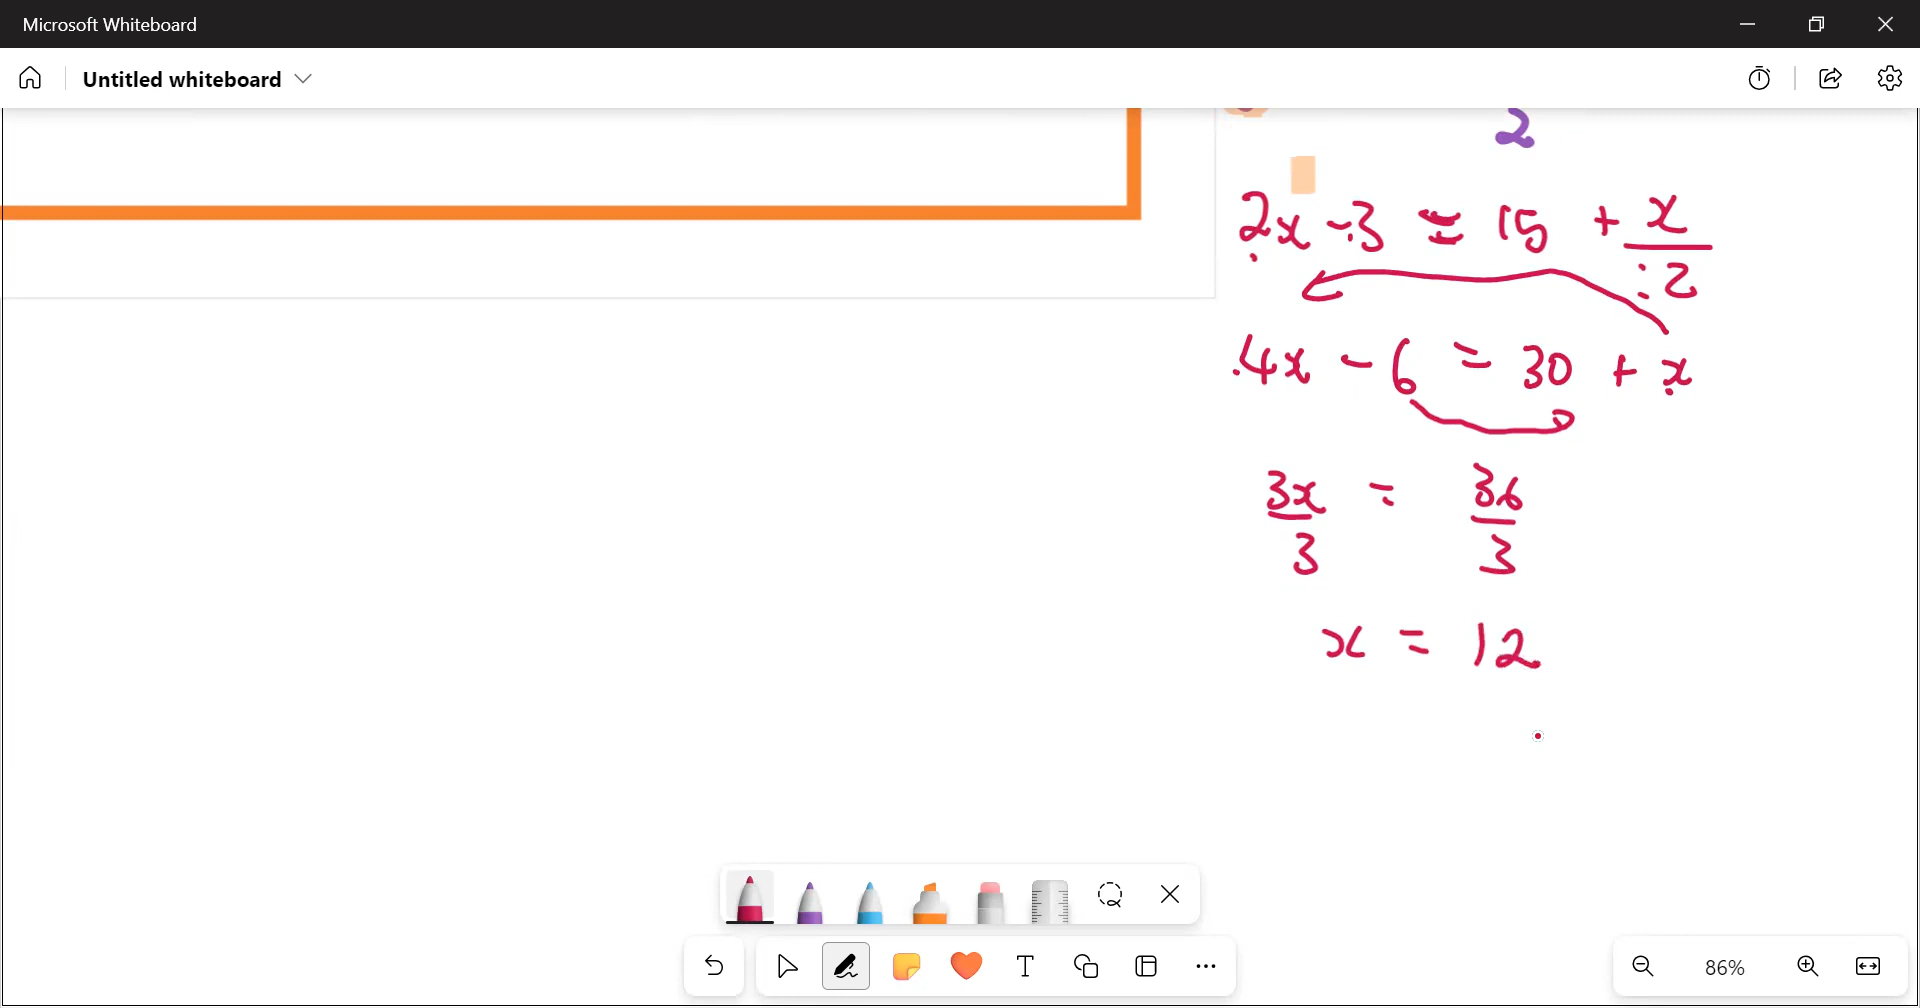 Microsoft Whiteboard
Untitled whiteboard
2
2x - 3 = 15 + x/2
4x - 6 = 30 + x
3x/3 = 36/3
x = 12
T
86%